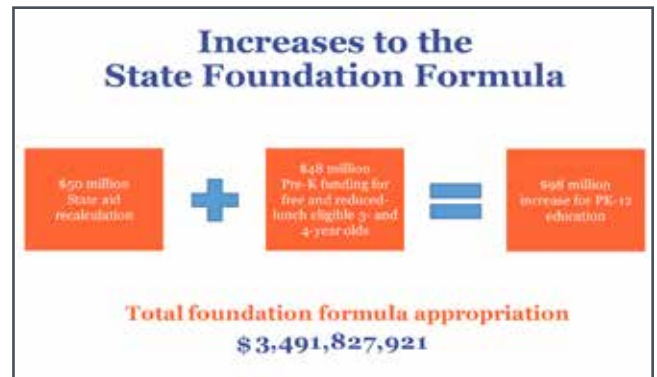 Increases to the
State Foundation Formula
$50 million
State aid
recalculation
$48 million
Pre-K funding for
free and reduced-
lunch eligible 3- and
4-year olds
$98 million
increase for PK-12
education
Total foundation formula appropriation
$3,491,827,921